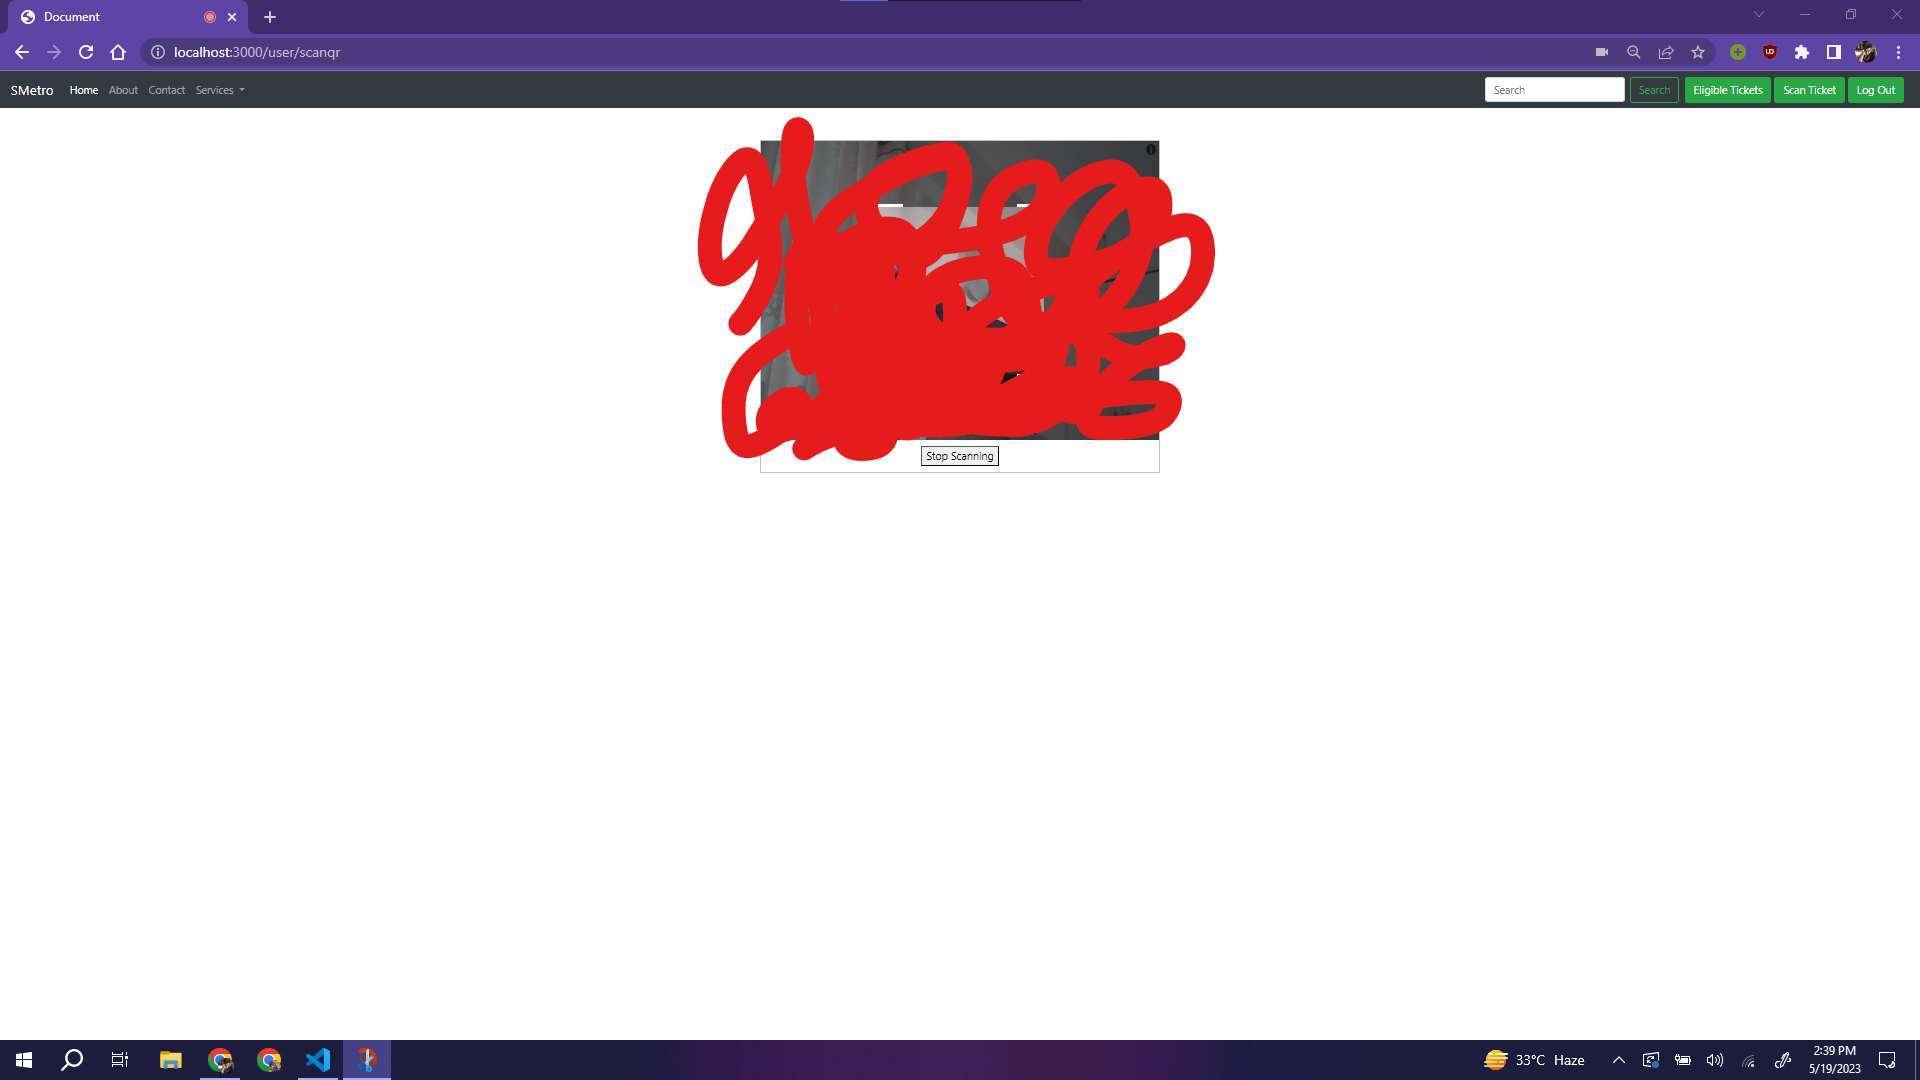 Document
localhost:3000/user/scanqr
SMetro Home About Contact Services Search Search Eligible Tickets Scan Ticket Log Out
Stop Scanning
33°C Haze
2:39 PM
5/19/2023